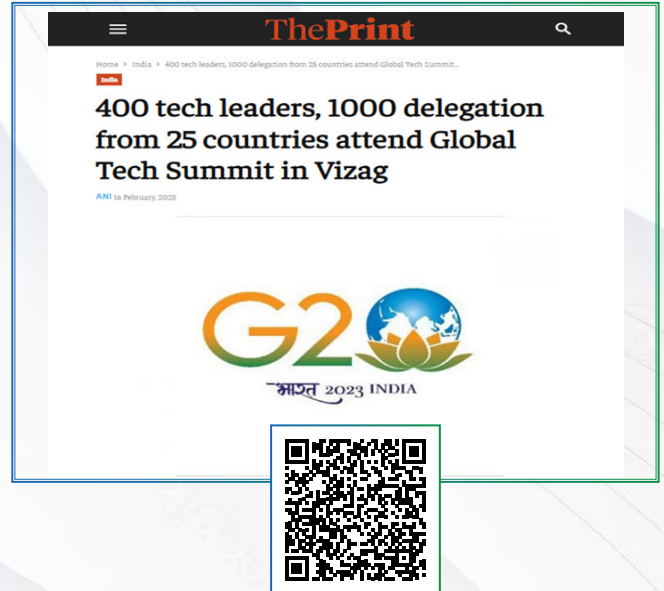 ThePrint
Home > India > 400 tech leaders, 1000 delegation from 25 countries attend Global Tech Summit...
India
400 tech leaders, 1000 delegation
from 25 countries attend Global
Tech Summit in Vizag
ANI 16 February, 2023
G20
भारत 2023 INDIA